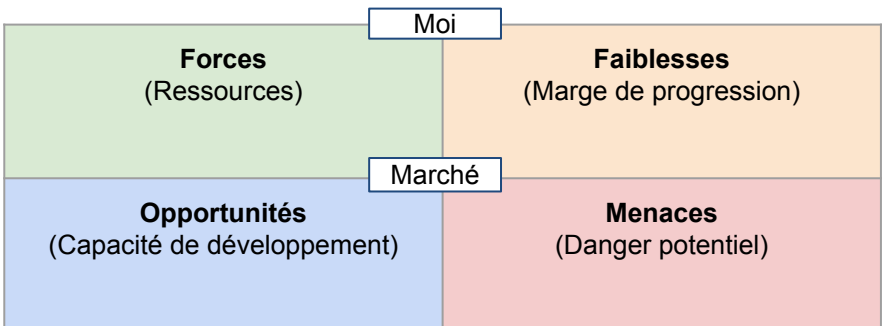 Moi
Forces
(Ressources)
Faiblesses
(Marge de progression)
Marché
Opportunités
(Capacité de développement)
Menaces
(Danger potentiel)